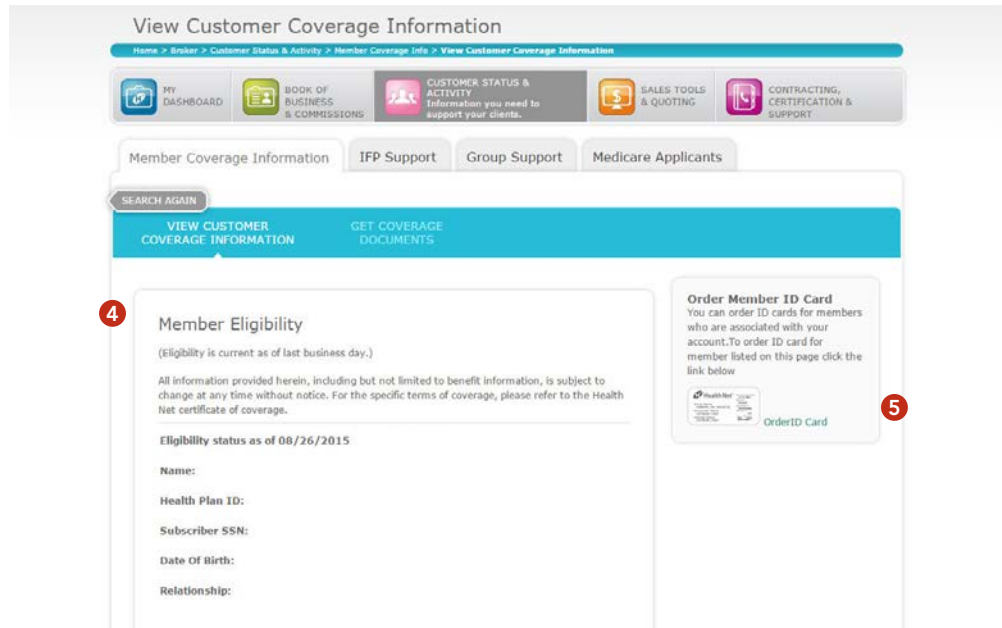 View Customer Coverage Information
Home > Broker > Customer Status & Activity > Member Coverage Info > View Customer Coverage Information
MY
DASHBOARD
BOOK OF
BUSINESS
& COMMISSIONS
CUSTOMER STATUS &
ACTIVITY
Information you need to
support your clients.
SALES TOOLS
& QUOTING
CONTRACTING,
CERTIFICATION &
SUPPORT
Member Coverage Information
IFP Support
Group Support
Medicare Applicants
SEARCH AGAIN
VIEW CUSTOMER
COVERAGE INFORMATION
GET COVERAGE
DOCUMENTS
4
Member Eligibility
(Eligibility is current as of last business day.)
All information provided herein, including but not limited to benefit information, is subject to
change at any time without notice. For the specific terms of coverage, please refer to the Health
Net certificate of coverage.
Eligibility status as of 08/26/2015
Name:
Health Plan ID:
Subscriber SSN:
Date Of Birth:
Relationship:
Order Member ID Card
You can order ID cards for members
who are associated with your
account.To order ID card for
member listed on this page click the
link below
Health Net
OrderID Card
5